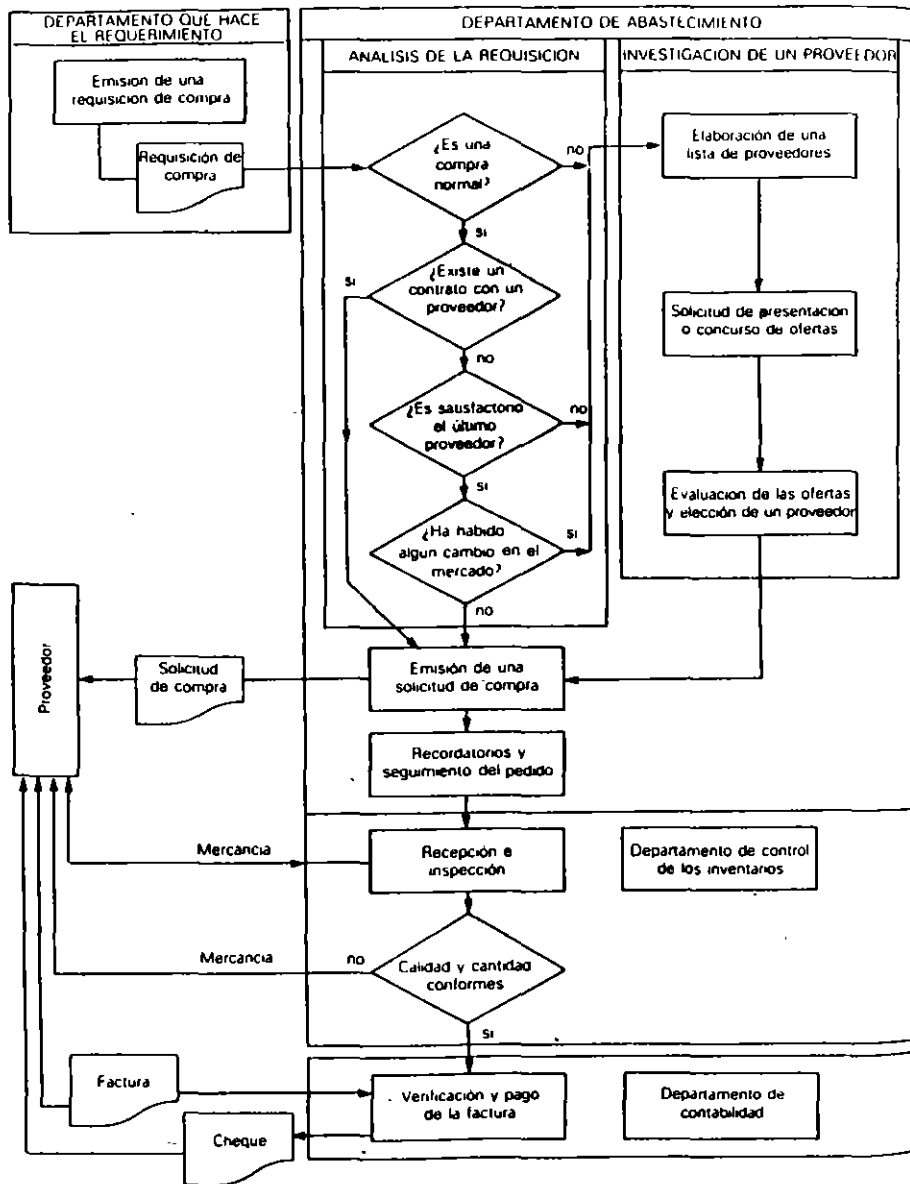 DEPARTAMENTO QUE HACE
EL REQUERIMIENTO
DEPARTAMENTO DE ABASTECIMIENTO
ANALISIS DE LA REQUISICION
INVESTIGACION DE UN PROVEEDOR
Emisión de una
requisicion de compra
Requisición de
compra
¿Es una
compra
normal?
no
si
Elaboración de una
lista de proveedores
¿Existe un
contrato con un
proveedor?
si
no
Solicitud de presentacion
o concurso de ofertas
¿Es satisfactorio
el último
proveedor?
no
si
Evaluacion de las ofertas
y elección de un proveedor
¿Ha habido
algun cambio en el
mercado?
si
no
Proveedor
Solicitud
de compra
Emisión de una
solicitud de compra
Recordatorios y
seguimiento del pedido
Mercancia
Recepción e
inspección
Departamento de control
de los inventarios
Mercancia
no
Calidad y cantidad
conformes
si
Factura
Verificación y pago
de la factura
Departamento de
contabilidad
Cheque